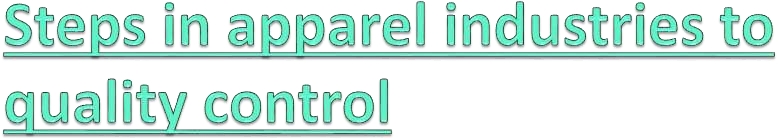 Steps in apparel industries to
quality control